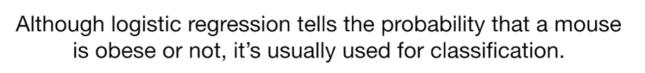 Although logistic regression tells the probability that a mouse
is obese or not, it's usually used for classification.